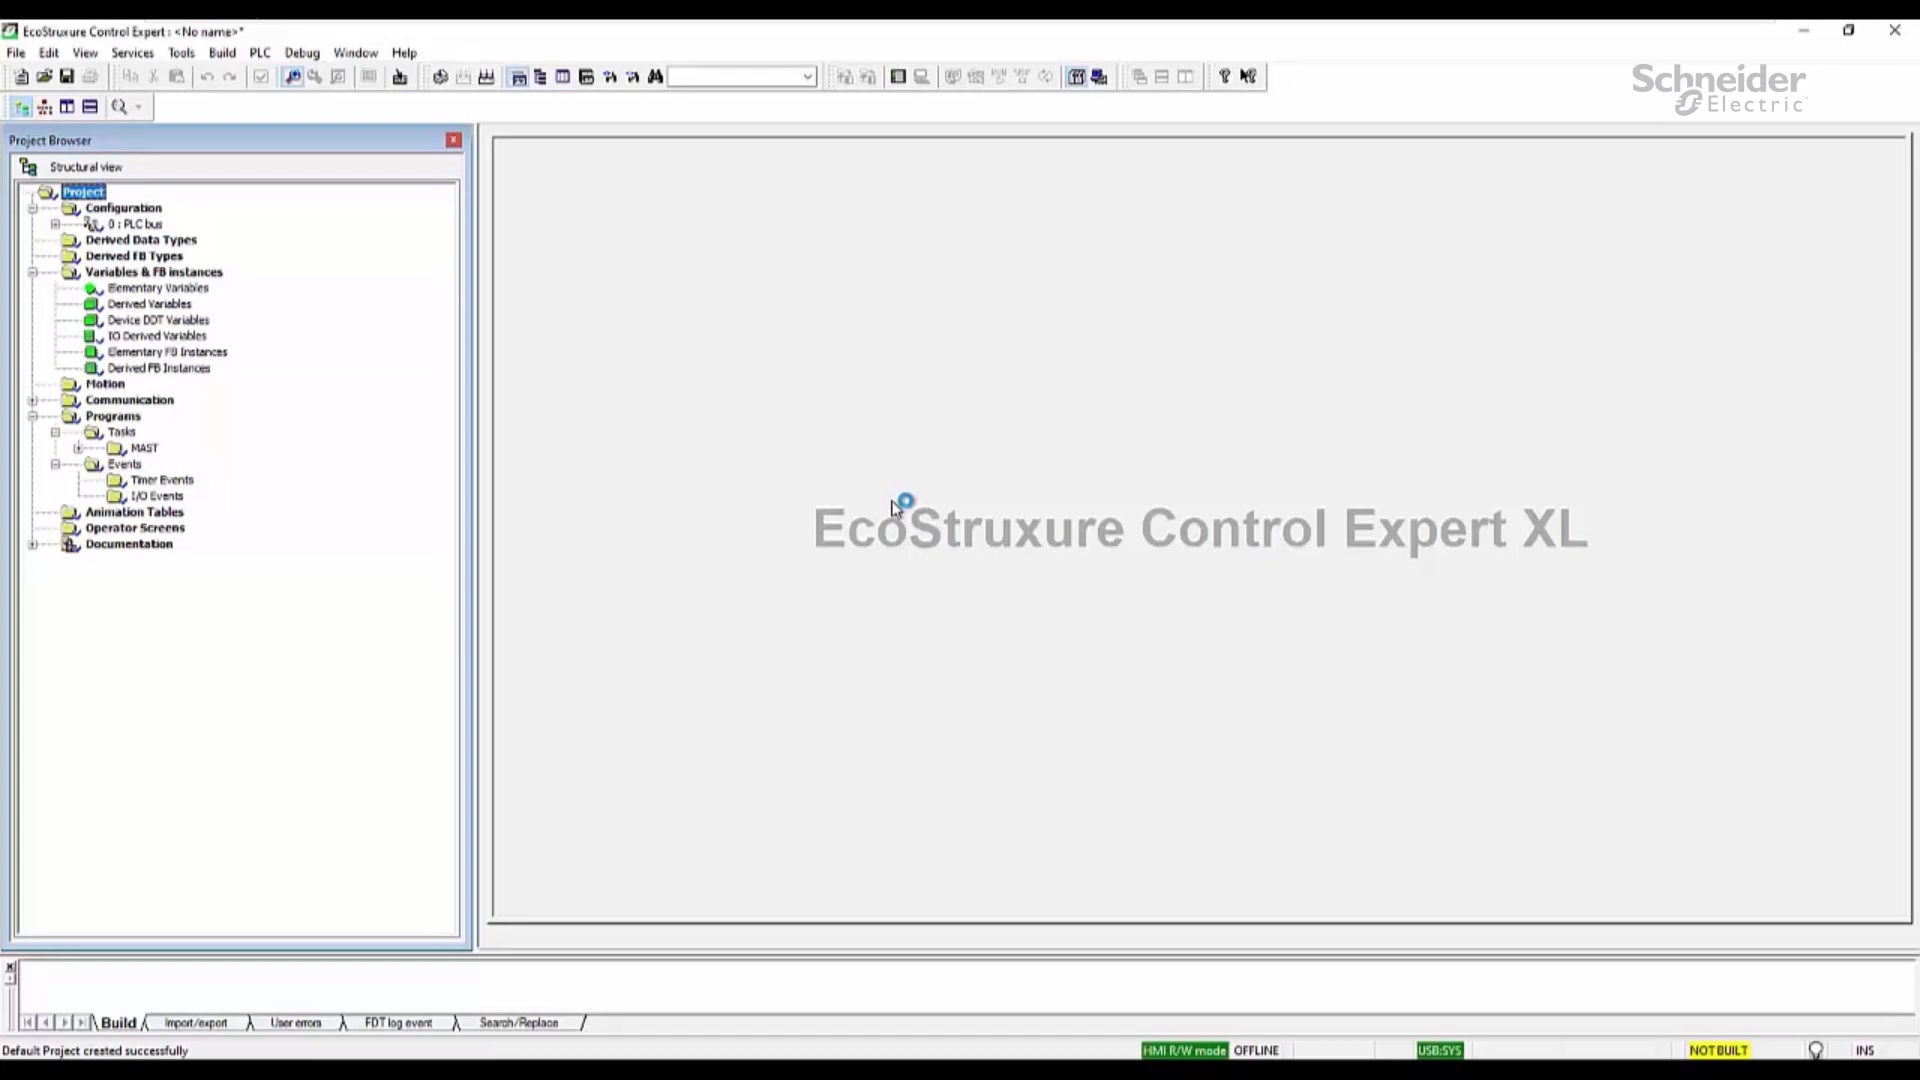 EcoStruxure Control Expert : <No name>*
File Edit View Services Tools Build PLC Debug Window Help
Schneider
Electric
Project Browser
Structural view
Project
Configuration
0 : PLC bus
Derived Data Types
Derived FB Types
Variables & FB instances
Elementary Variables
Derived Variables
Device DDT Variables
IO Derived Variables
Elementary FB Instances
Derived FB Instances
Motion
Communication
Programs
Tasks
MAST
Events
Timer Events
I/O Events
Animation Tables
Operator Screens
Documentation
EcoStruxure Control Expert XL
Build Import/export User errors FDT log event Search/Replace
Default Project created successfully HMI R/W mode OFFLINE USB:SYS NOT BUILT INS